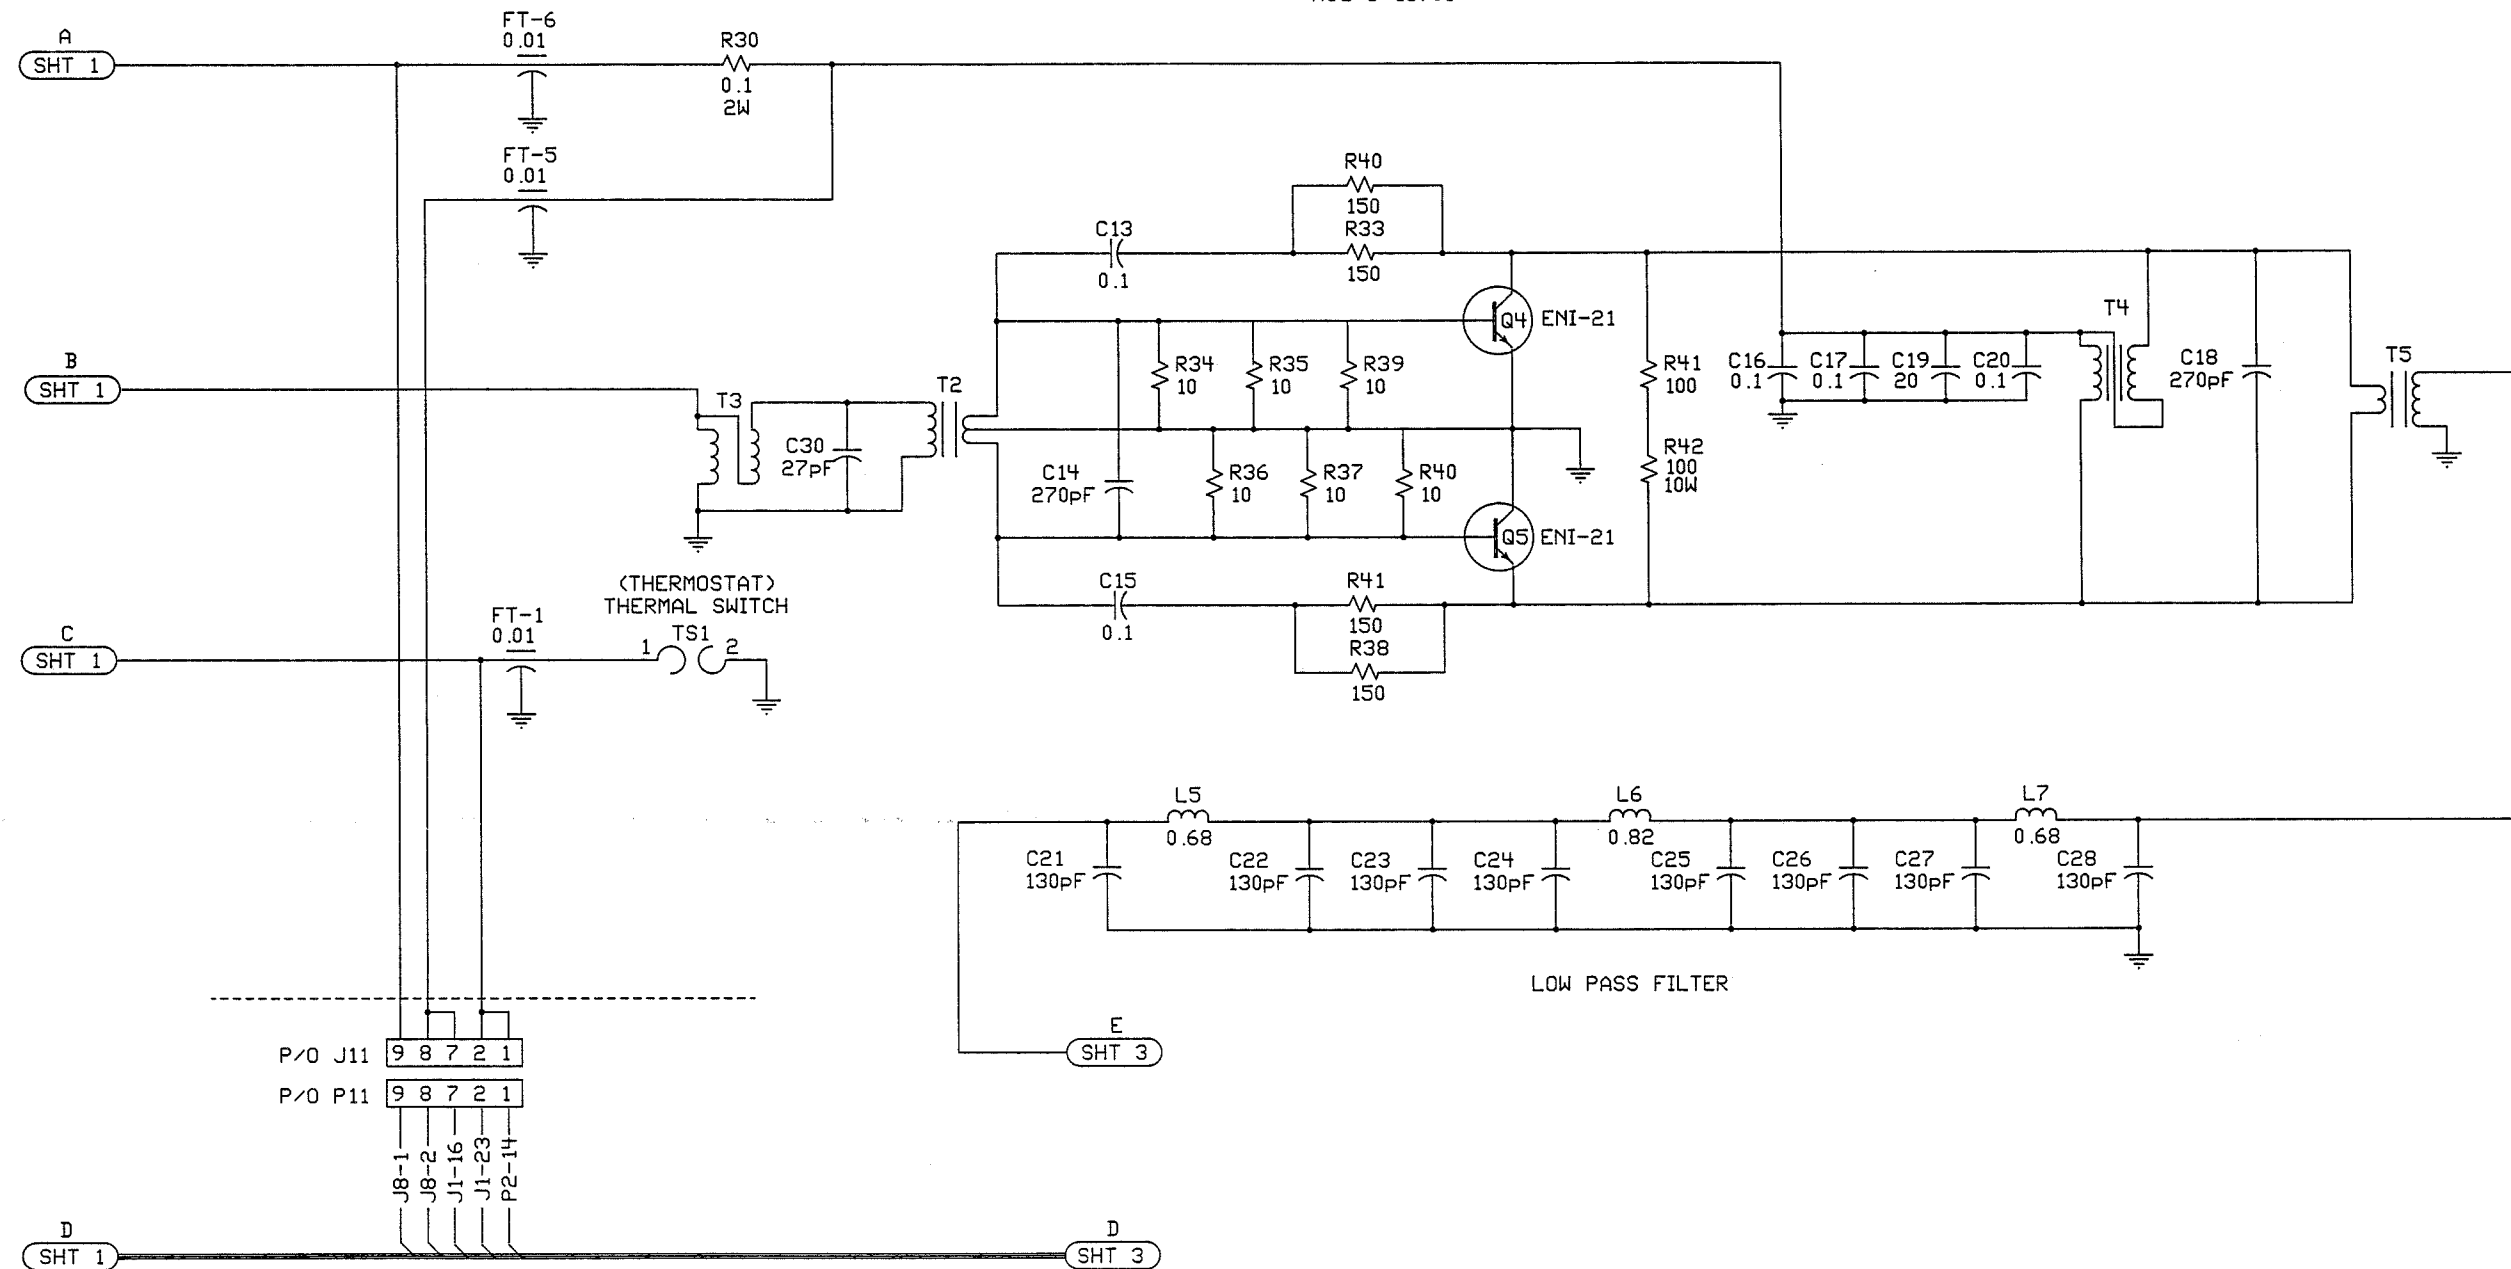 A
SHT 1
FT-6
0.01
R30
0.1
2W
FT-5
0.01
R40
150
R33
150
C13
0.1
Q4 ENI-21
B
SHT 1
T3
C30
27pF
T2
R34
10
R35
10
R39
10
C14
270pF
R36
10
R37
10
R40
10
Q5 ENI-21
R41
100
R42
100
10W
C16
0.1
C17
0.1
C19
20
C20
0.1
T4
C18
270pF
T5
C15
0.1
R41
150
R38
150
(THERMOSTAT)
THERMAL SWITCH
TS1
1 2
C
SHT 1
FT-1
0.01
L5
0.68
L6
0.82
L7
0.68
C21
130pF
C22
130pF
C23
130pF
C24
130pF
C25
130pF
C26
130pF
C27
130pF
C28
130pF
LOW PASS FILTER
E
SHT 3
P/O J11 9 8 7 2 1
P/O P11 9 8 7 2 1
J8-1
J8-2
J1-16
J1-23
P2-14
D
SHT 1
D
SHT 3